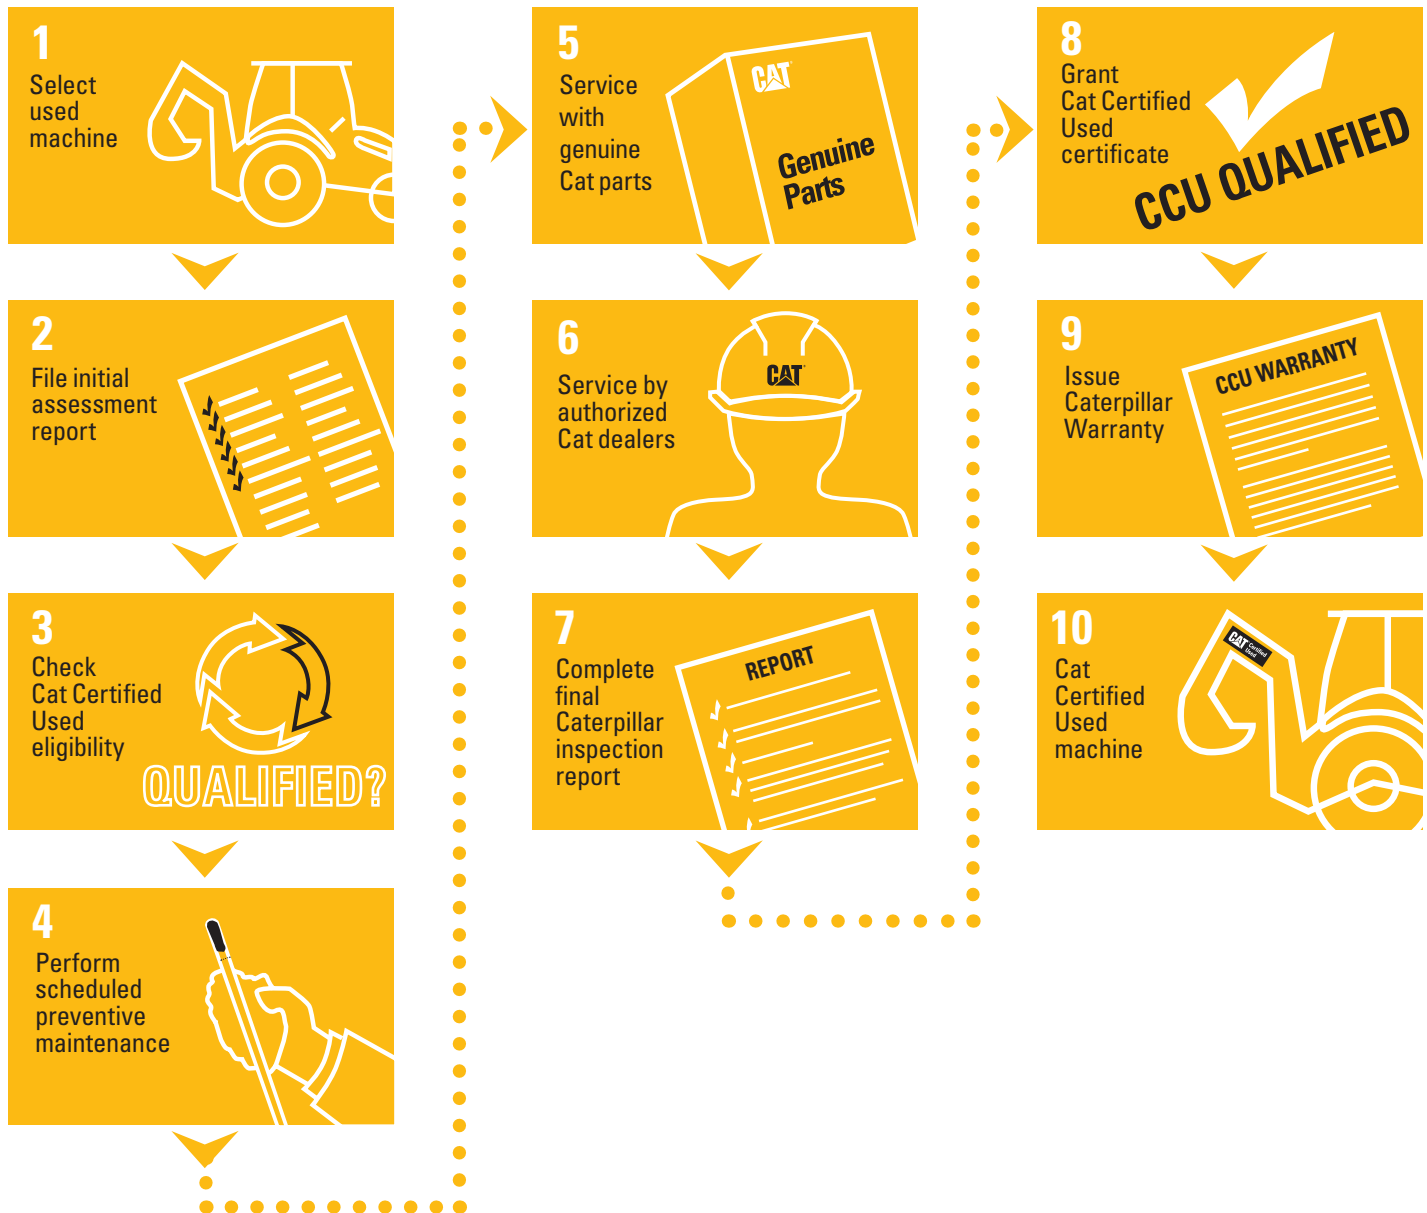 1
Select
used
machine
2
File initial
assessment
report
3
Check
Cat Certified
Used
eligibility
QUALIFIED?
4
Perform
scheduled
preventive
maintenance
5
Service
with
genuine
Cat parts
CAT
Genuine
Parts
6
Service by
authorized
Cat dealers
CAT
7
Complete
final
Caterpillar
inspection
report
REPORT
8
Grant
Cat Certified
Used
certificate
CCU QUALIFIED
9
Issue
Caterpillar
Warranty
CCU WARRANTY
10
Cat
Certified
Used
machine
CAT Certified
Used